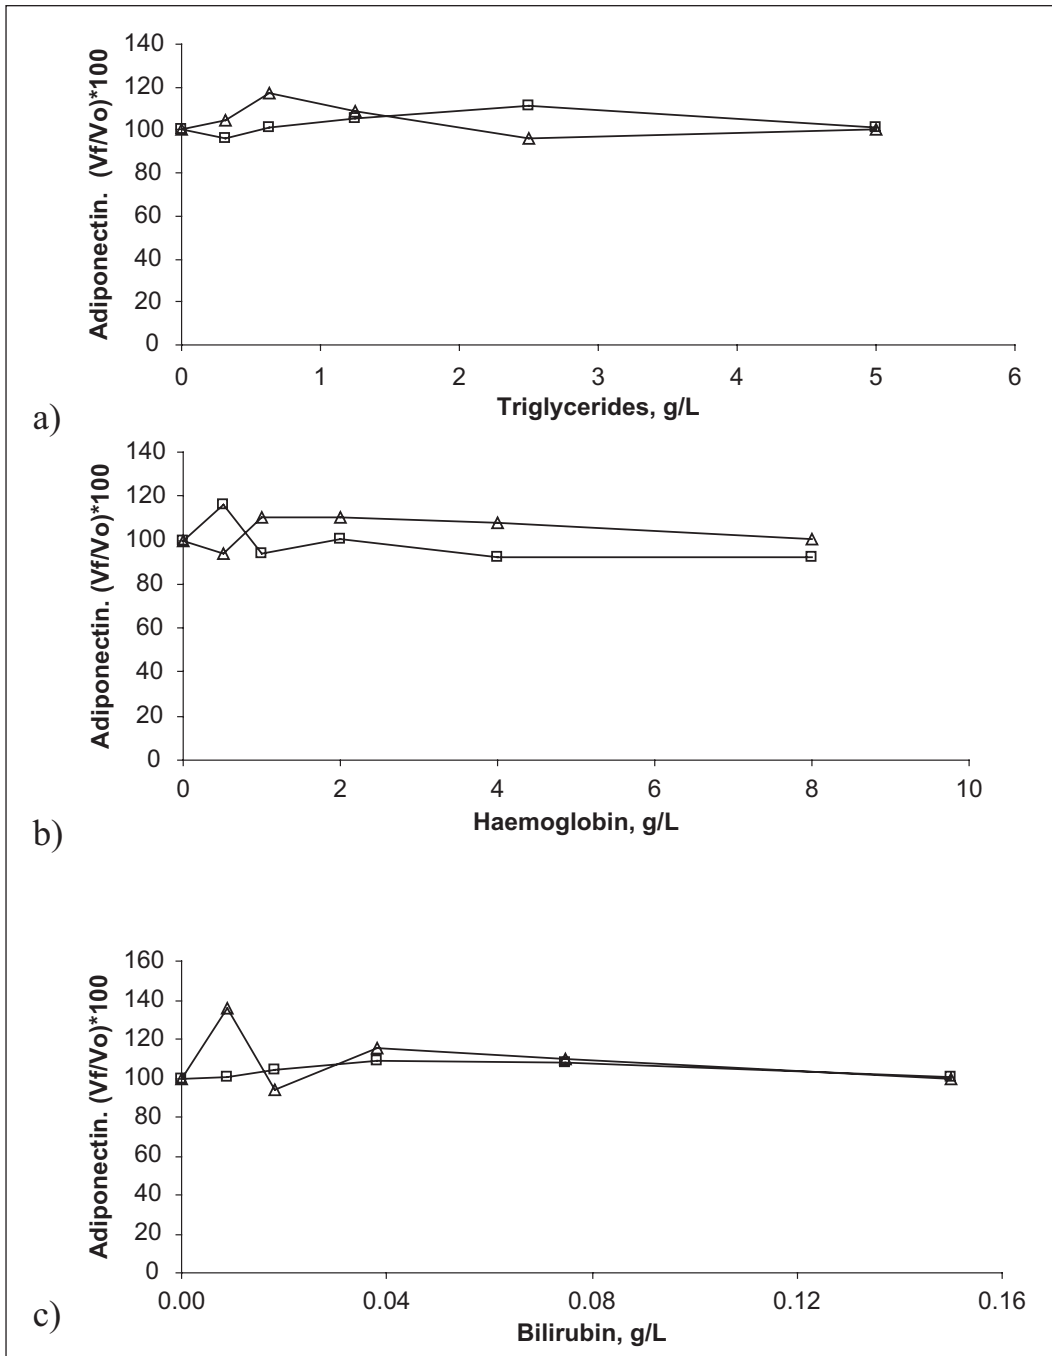 Adiponectin. (Vf/Vo)*100
140
120
100
80
60
40
20
0
0 1 2 3 4 5 6
Triglycerides, g/L
a)
Adiponectin. (Vf/Vo)*100
140
120
100
80
60
40
20
0
0 2 4 6 8 10
Haemoglobin, g/L
b)
Adiponectin. (Vf/Vo)*100
160
140
120
100
80
60
40
20
0
0.00 0.04 0.08 0.12 0.16
Bilirubin, g/L
c)